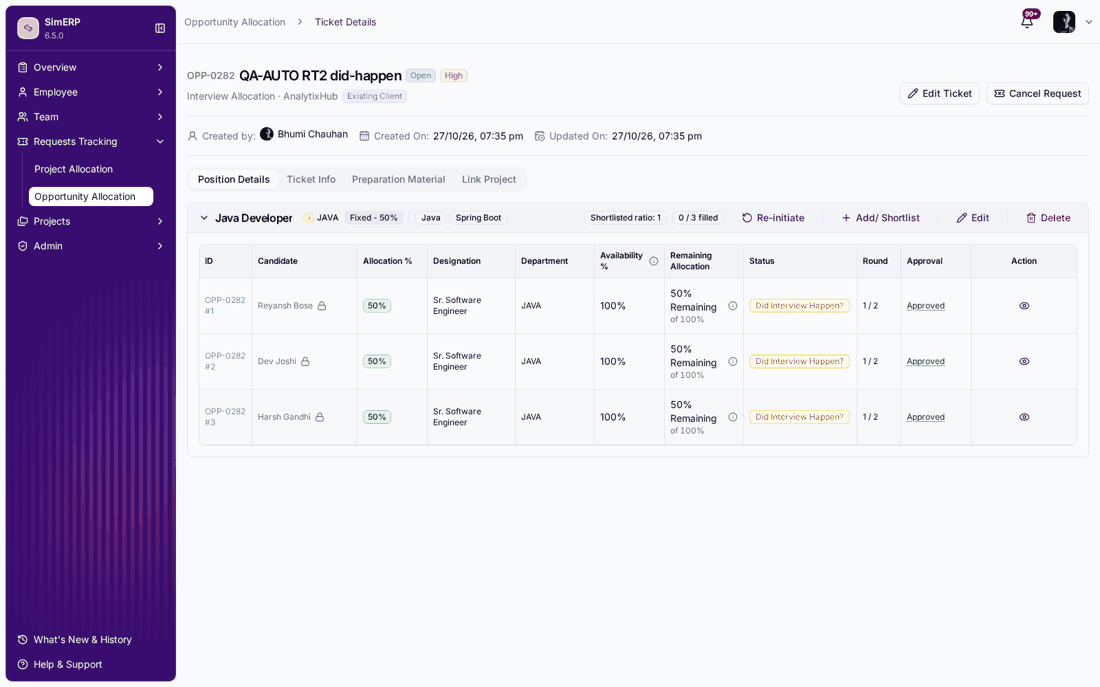 SimERP
6.5.0
Overview
Employee
Team
Requests Tracking
Project Allocation
Opportunity Allocation
Projects
Admin
What's New & History
Help & Support
Opportunity Allocation > Ticket Details
99+
OPP-0282 QA-AUTO RT2 did-happen Open High
Interview Allocation · AnalytixHub Existing Client
Edit Ticket Cancel Request
Created by: Bhumi Chauhan Created On: 27/10/26, 07:35 pm Updated On: 27/10/26, 07:35 pm
Position Details Ticket Info Preparation Material Link Project
Java Developer JAVA Fixed - 50% Java Spring Boot Shortlisted ratio: 1 0 / 3 filled Re-initiate Add/ Shortlist Edit Delete
ID Candidate Allocation % Designation Department Availability % Remaining Allocation Status Round Approval Action
OPP-0282 #1 Reyansh Bose 50% Sr. Software Engineer JAVA 100% 50% Remaining of 100% Did Interview Happen? 1 / 2 Approved
OPP-0282 #2 Dev Joshi 50% Sr. Software Engineer JAVA 100% 50% Remaining of 100% Did Interview Happen? 1 / 2 Approved
OPP-0282 #3 Harsh Gandhi 50% Sr. Software Engineer JAVA 100% 50% Remaining of 100% Did Interview Happen? 1 / 2 Approved